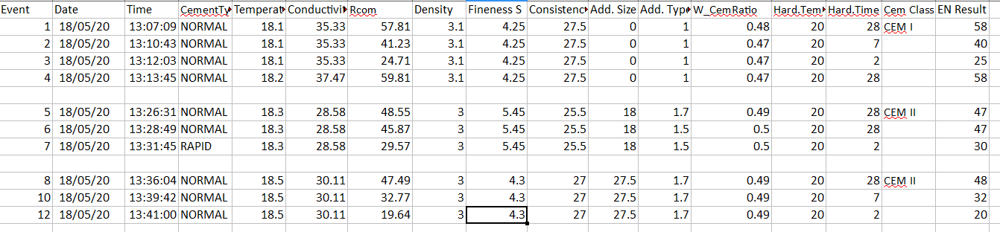 Event Date Time CementTy Temperat Conductivi Rcom Density Fineness S Consistenc Add. Size Add. Type W_CemRatio Hard.Tem Hard.Time Cem Class EN Result
1 18/05/20 13:07:09 NORMAL 18.1 35.33 57.81 3.1 4.25 27.5 0 1 0.48 20 28 CEM I 58
2 18/05/20 13:10:43 NORMAL 18.1 35.33 41.23 3.1 4.25 27.5 0 1 0.47 20 7 40
3 18/05/20 13:12:03 NORMAL 18.1 35.33 24.71 3.1 4.25 27.5 0 1 0.47 20 2 25
4 18/05/20 13:13:45 NORMAL 18.2 37.47 59.81 3.1 4.25 27.5 0 1 0.47 20 28 58
5 18/05/20 13:26:31 NORMAL 18.3 28.58 48.55 3 5.45 25.5 18 1.7 0.49 20 28 CEM II 47
6 18/05/20 13:28:49 NORMAL 18.3 28.58 45.87 3 5.45 25.5 18 1.5 0.5 20 28 47
7 18/05/20 13:31:45 RAPID 18.3 28.58 29.57 3 5.45 25.5 18 1.5 0.5 20 2 30
8 18/05/20 13:36:04 NORMAL 18.5 30.11 47.49 3 4.3 27 27.5 1.7 0.49 20 28 CEM II 48
10 18/05/20 13:39:42 NORMAL 18.5 30.11 32.77 3 4.3 27 27.5 1.7 0.49 20 7 32
12 18/05/20 13:41:00 NORMAL 18.5 30.11 19.64 3 4.3 27 27.5 1.7 0.49 20 2 20